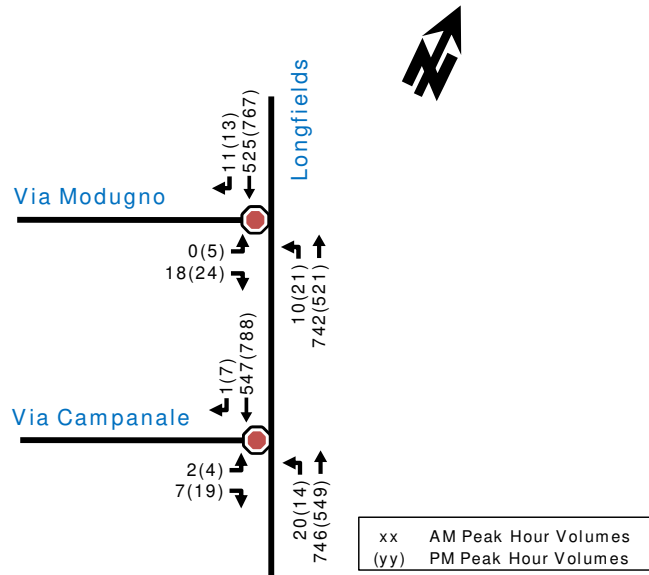 Longfields
11(13)
525(767)
Via Modugno
0(5)
18(24)
10(21)
742(521)
1(7)
547(788)
Via Campanale
2(4)
7(19)
20(14)
746(549)
xx AM Peak Hour Volumes
(yy) PM Peak Hour Volumes